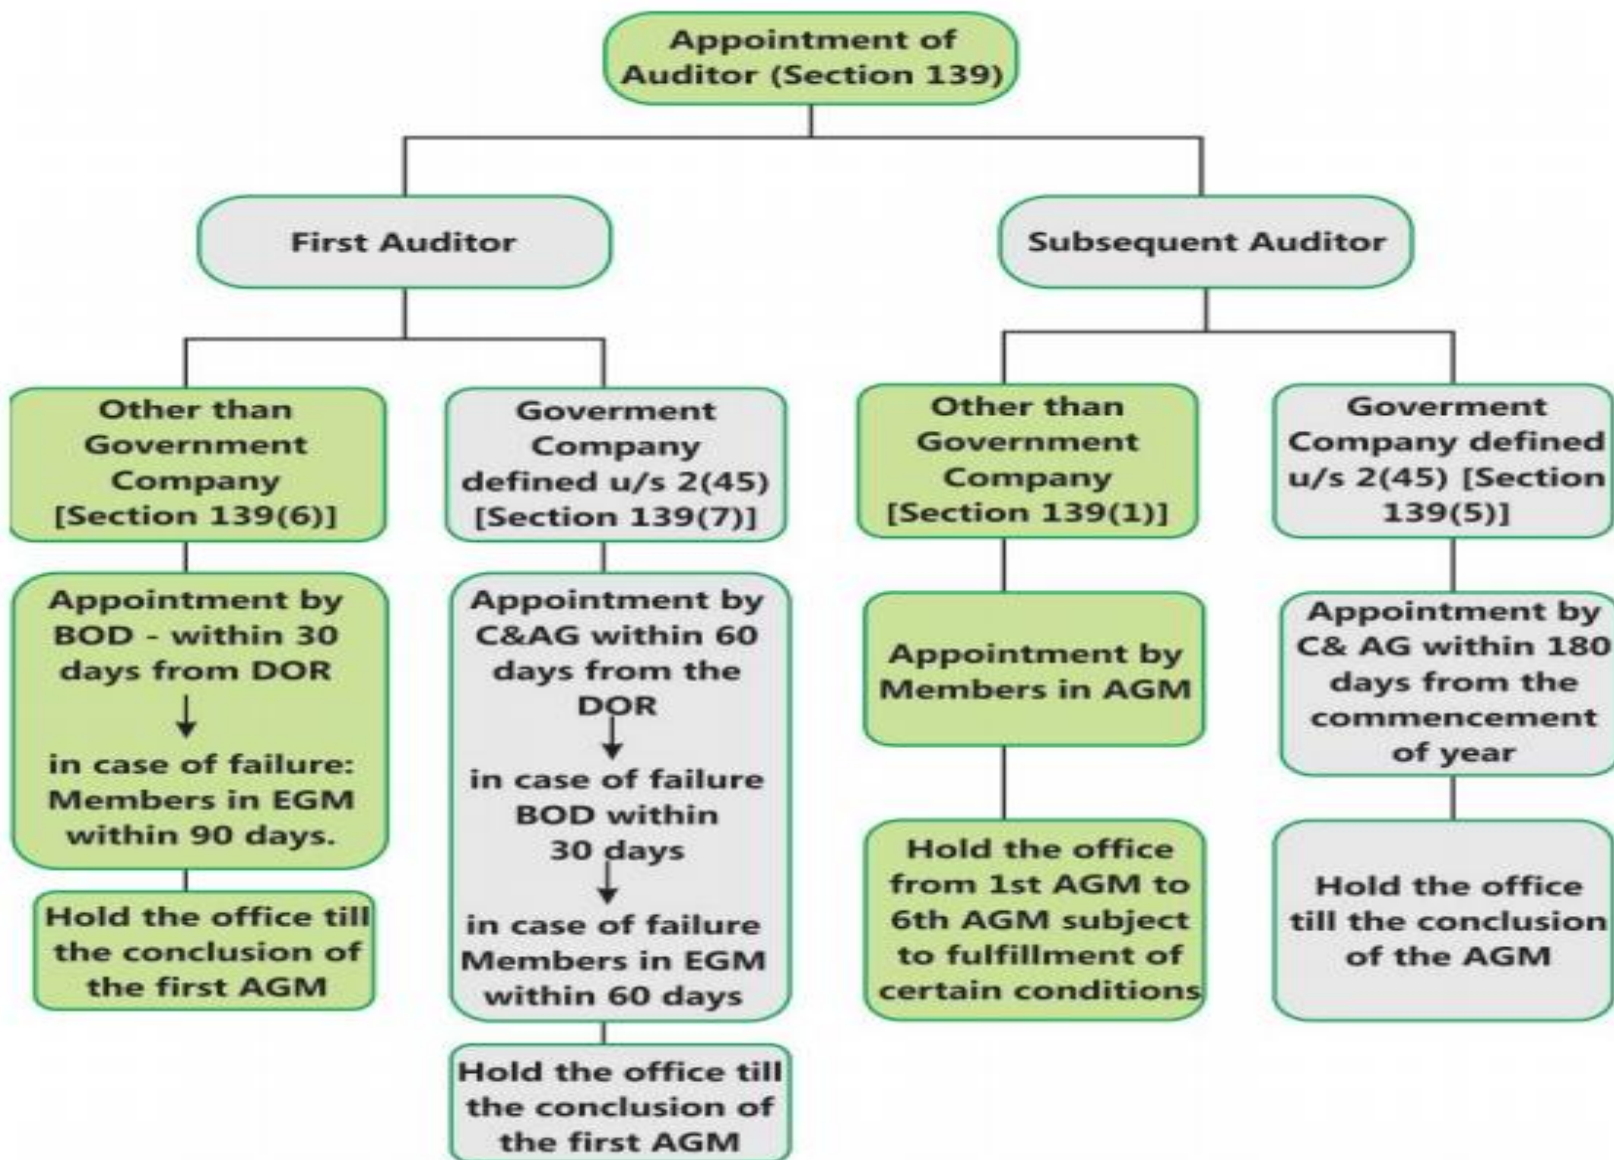 Appointment of
Auditor (Section 139)
First Auditor
Subsequent Auditor
Other than
Government
Company
[Section 139(6)]
Goverment
Company
defined u/s 2(45)
[Section 139(7)]
Other than
Government
Company
[Section 139(1)]
Goverment
Company defined
u/s 2(45) [Section
139(5)]
Appointment by
BOD - within 30
days from DOR
in case of failure:
Members in EGM
within 90 days.
Appointment by
C&AG within 60
days from the
DOR
in case of failure
BOD within
30 days
in case of failure
Members in EGM
within 60 days
Appointment by
Members in AGM
Appointment by
C& AG within 180
days from the
commencement
of year
Hold the office till
the conclusion of
the first AGM
Hold the office till
the conclusion of
the first AGM
Hold the office
from 1st AGM to
6th AGM subject
to fulfillment of
certain conditions
Hold the office
till the conclusion
of the AGM